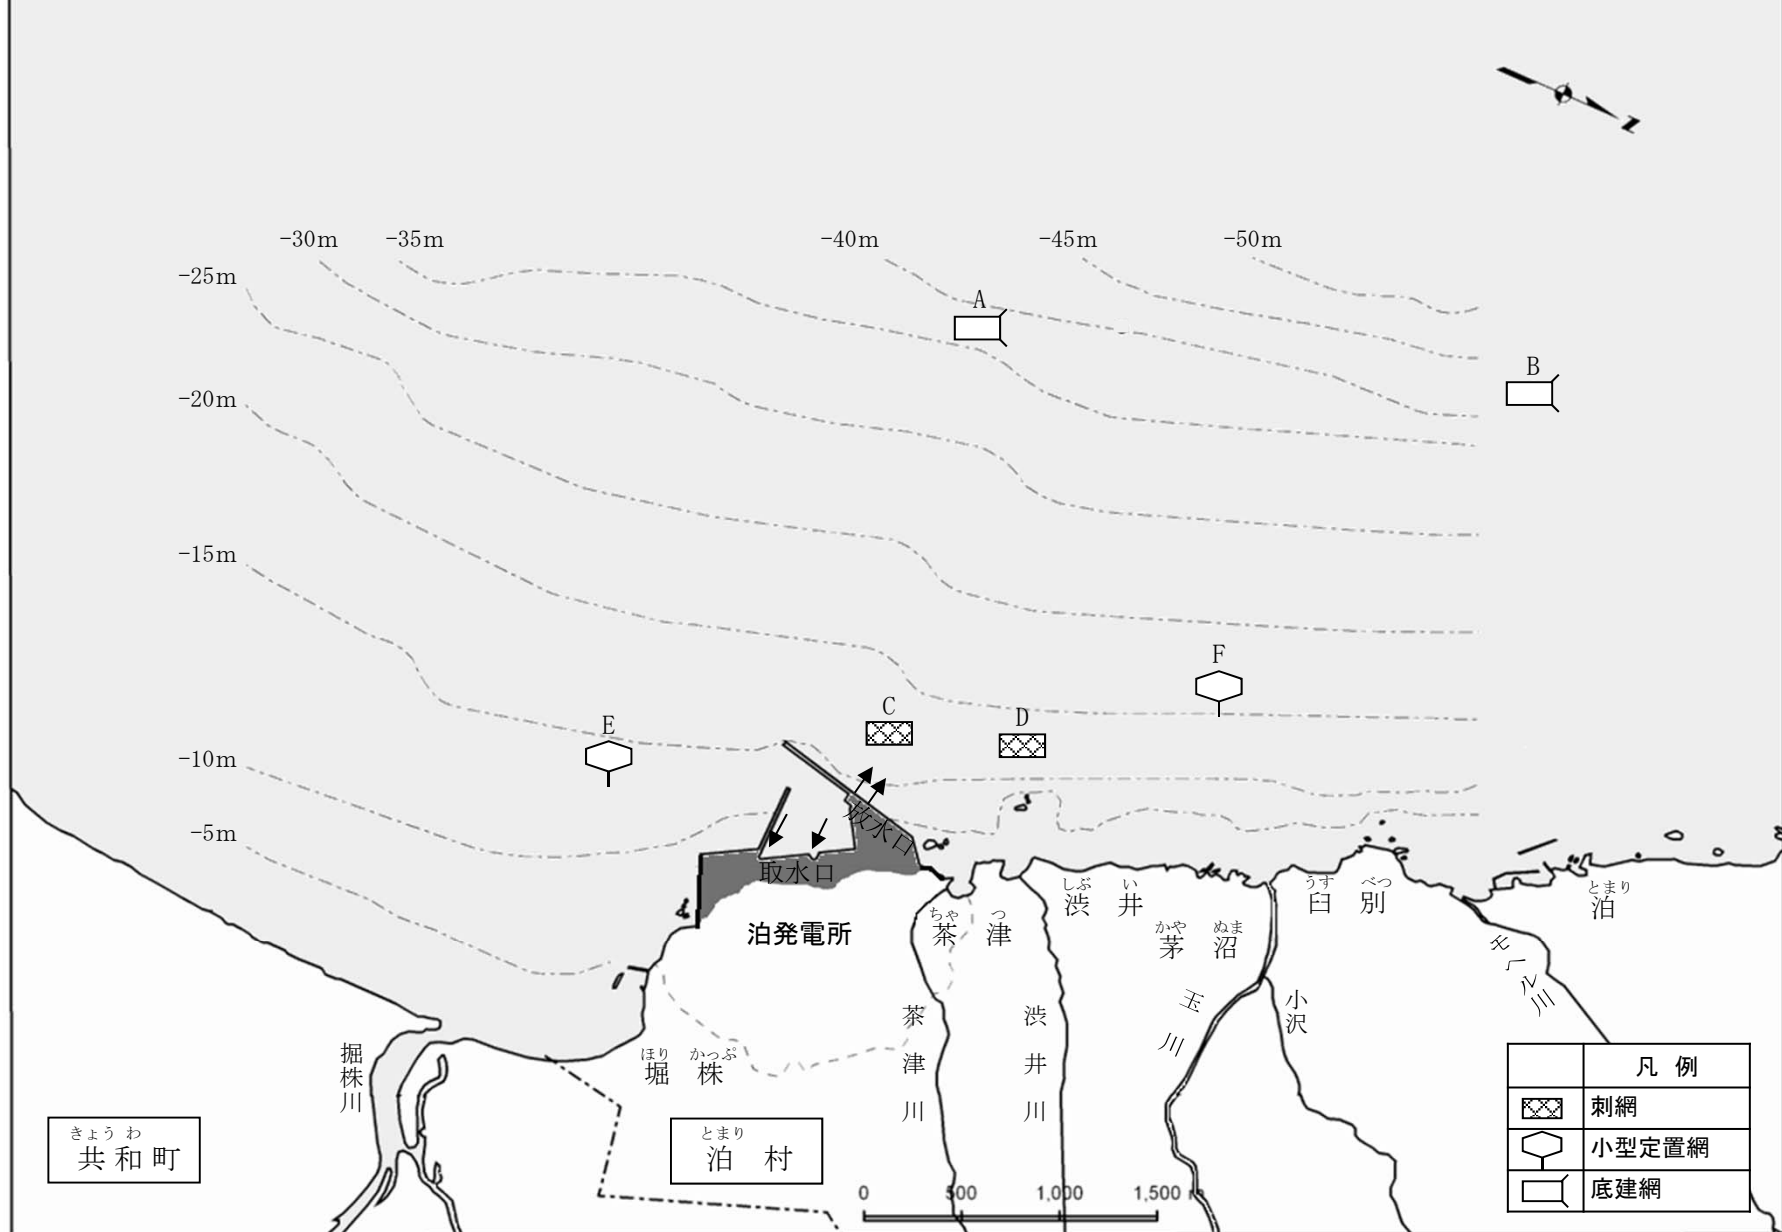 N
-30m
-35m
-40m
-45m
-50m
-25m
A
B
-20m
-15m
F
C
D
E
-10m
-5m
放水口
取水口
泊発電所
ちゃ つ
茶 津
しぶ い
渋 井
かや ぬま
茅 沼
うす べつ
臼 別
とまり
泊
モヘル川
玉川
小沢
茶津川
渋井川
掘株川
ほり かっぷ
堀 株
きょう わ
共和町
とまり
泊 村
0 500 1,000 1,500
凡 例
刺網
小型定置網
底建網